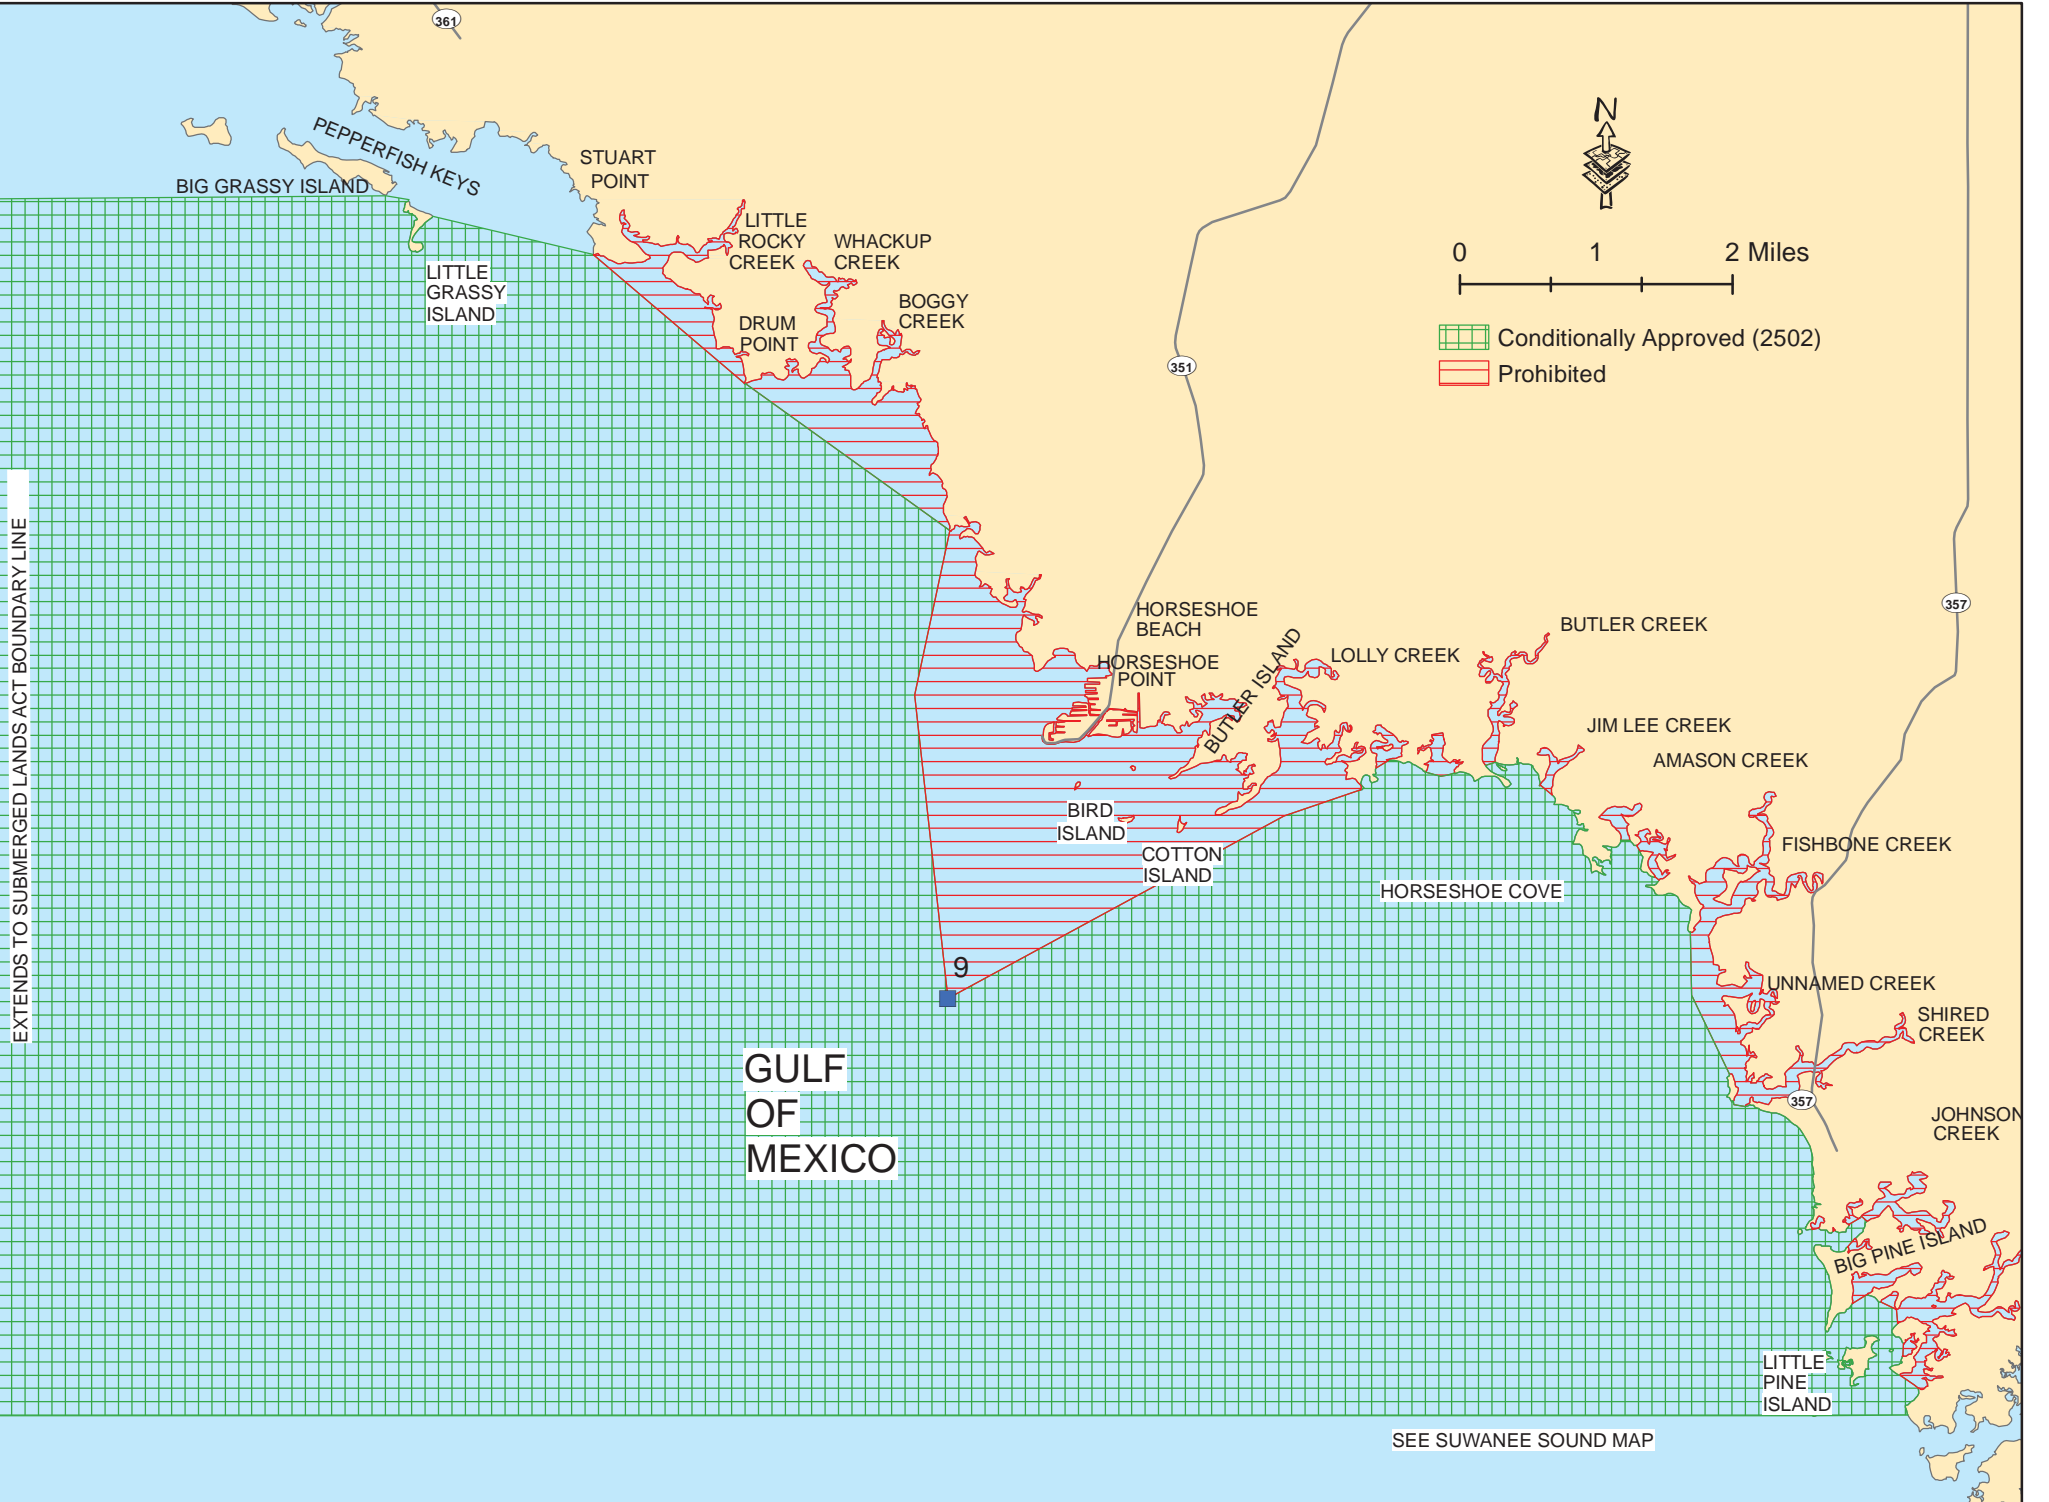 361
PEPPERFISH KEYS
BIG GRASSY ISLAND
STUART
POINT
LITTLE
ROCKY
CREEK
WHACKUP
CREEK
LITTLE
GRASSY
ISLAND
DRUM
POINT
BOGGY
CREEK
N
0 1 2 Miles
Conditionally Approved (2502)
Prohibited
351
EXTENDS TO SUBMERGED LANDS ACT BOUNDARY LINE
357
HORSESHOE
BEACH
HORSESHOE
POINT
BUTLER ISLAND
LOLLY CREEK
BUTLER CREEK
JIM LEE CREEK
AMASON CREEK
BIRD
ISLAND
COTTON
ISLAND
HORSESHOE COVE
FISHBONE CREEK
9
UNNAMED CREEK
SHIRED
CREEK
GULF
OF
MEXICO
357
JOHNSON
CREEK
BIG PINE ISLAND
LITTLE
PINE
ISLAND
SEE SUWANEE SOUND MAP